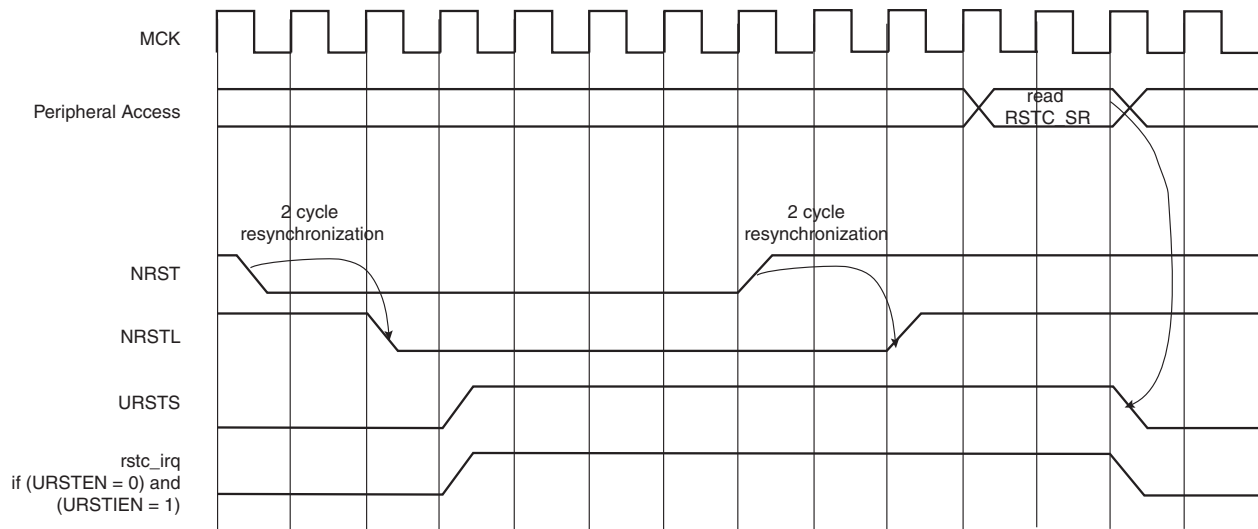 MCK
Peripheral Access
read
RSTC_SR
2 cycle
resynchronization
2 cycle
resynchronization
NRST
NRSTL
URSTS
rstc_irq
if (URSTEN = 0) and
(URSTIEN = 1)